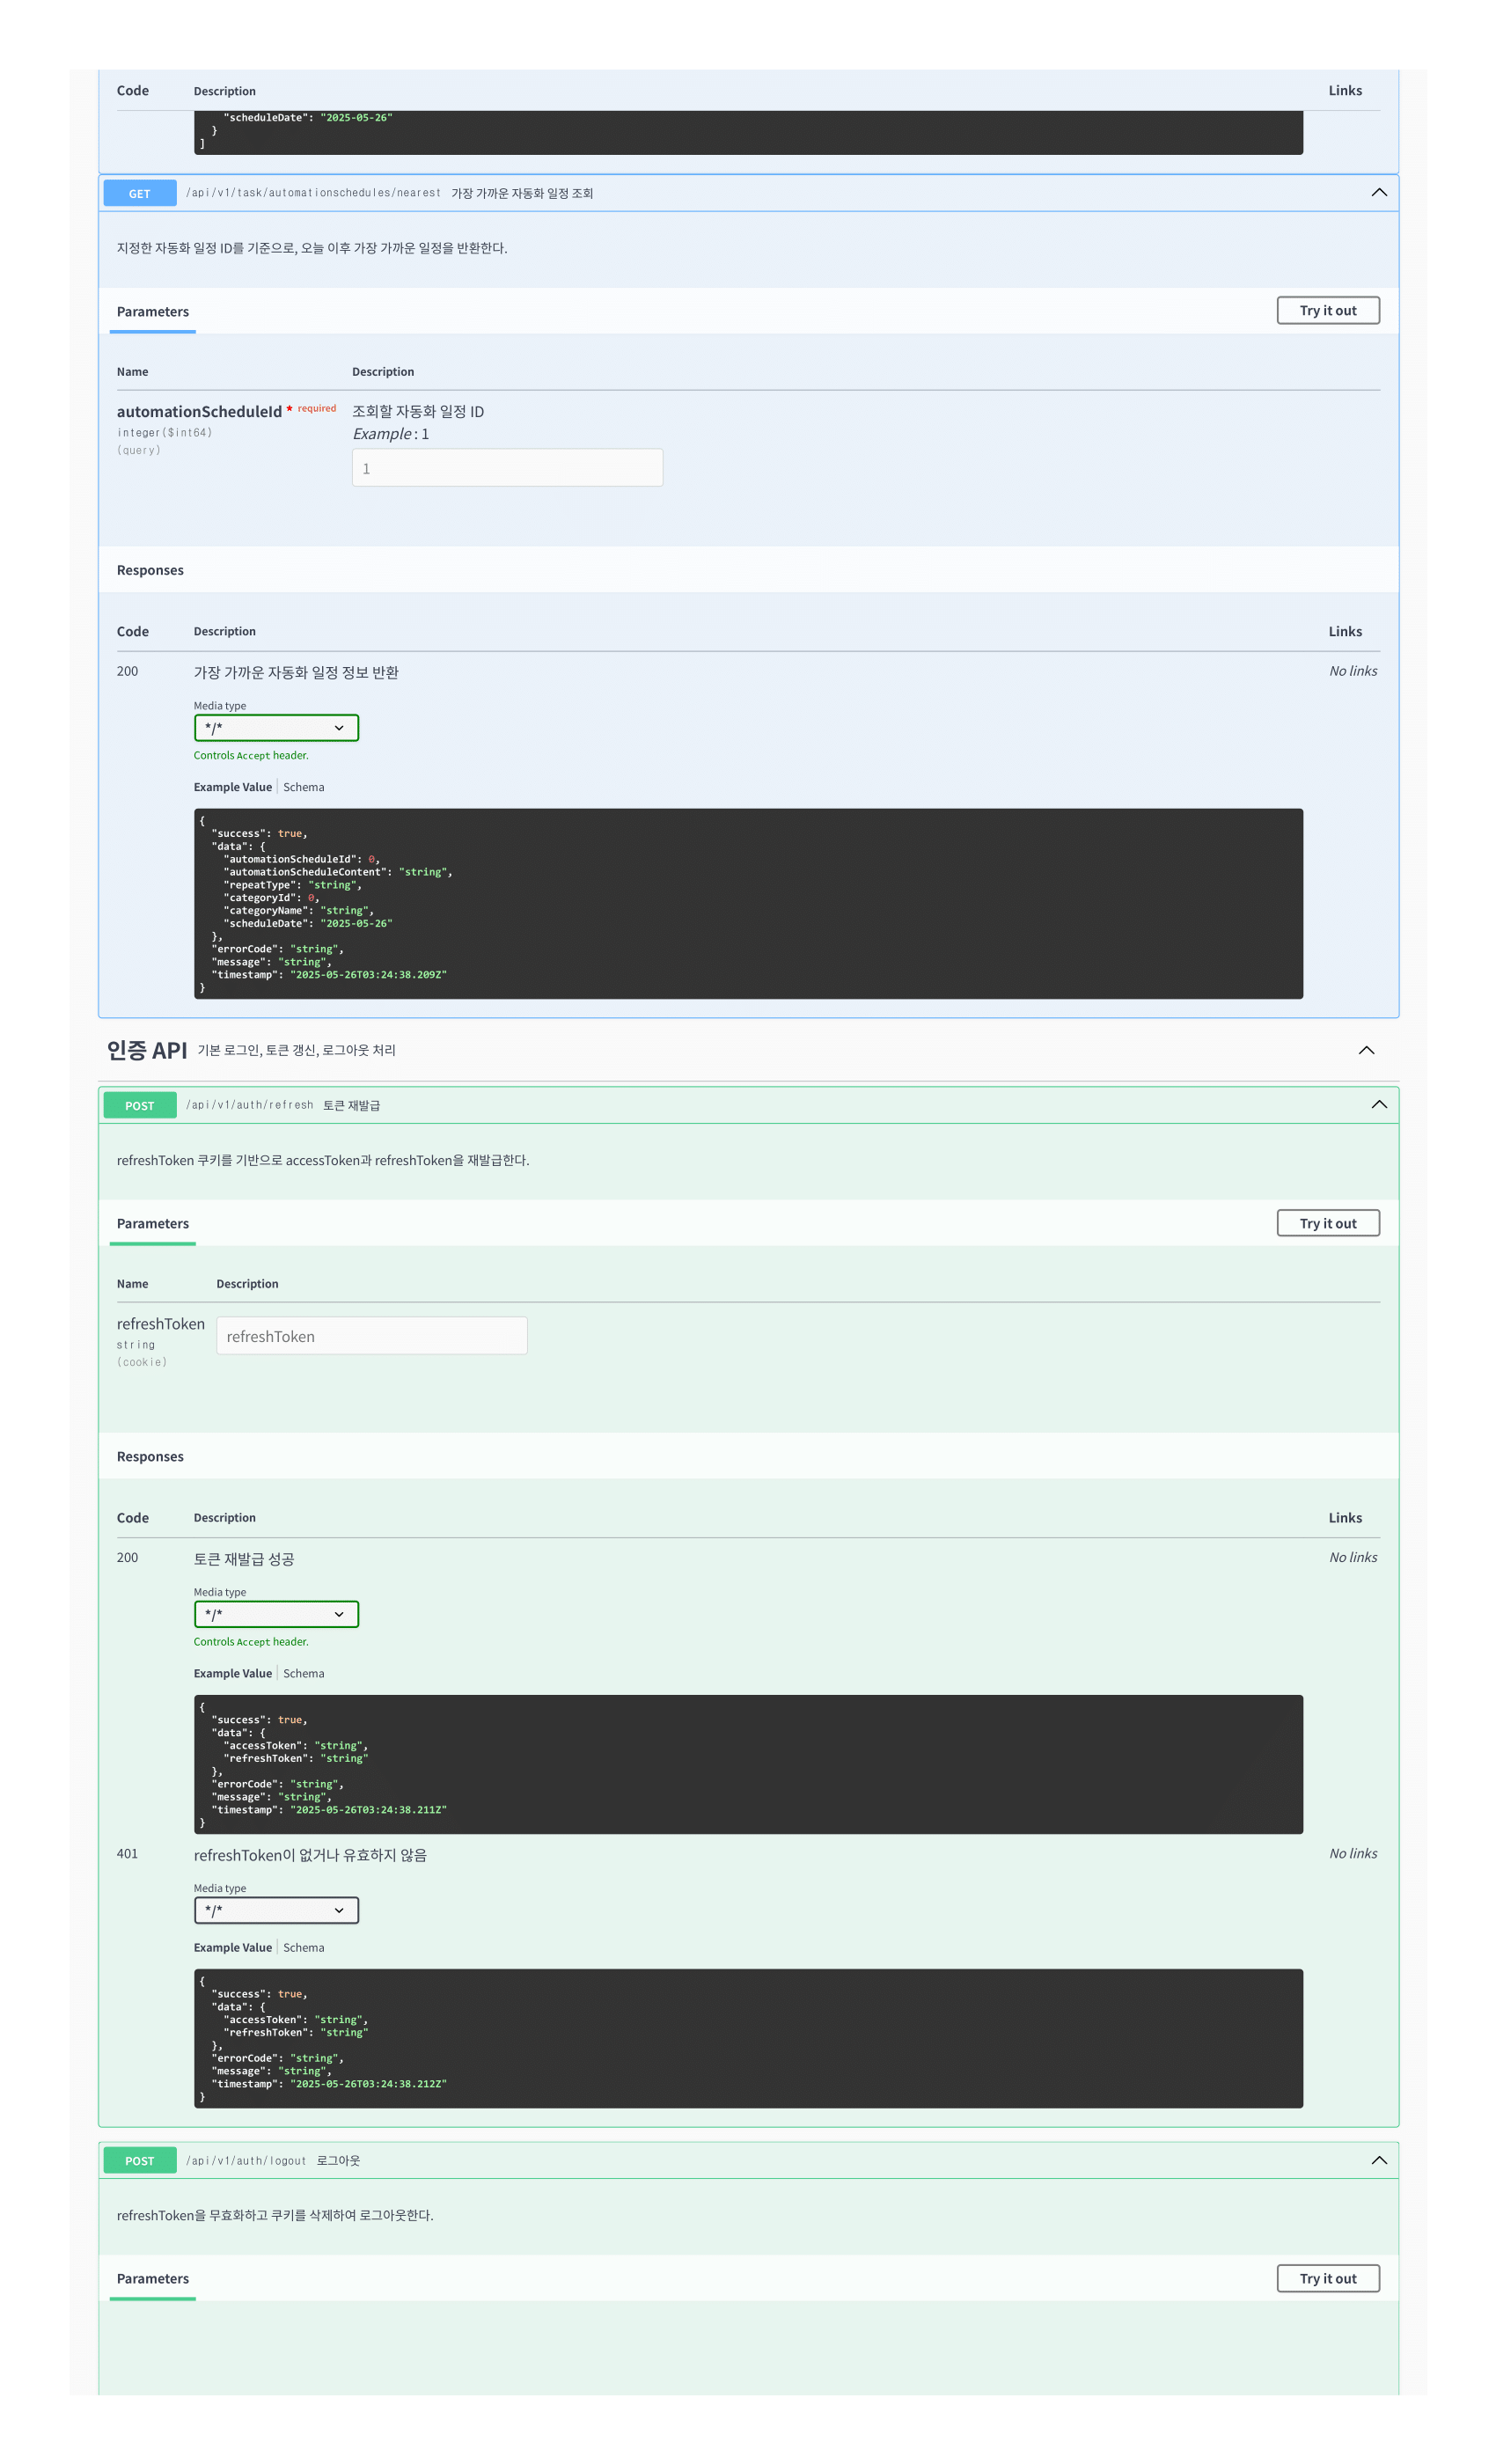 Code Description Links
"scheduleDate": "2025-05-26"
}
]
GET /api/v1/task/automationschedules/nearest 가장 가까운 자동화 일정 조회
지정한 자동화 일정 ID를 기준으로, 오늘 이후 가장 가까운 일정을 반환한다.
Parameters Try it out
Name Description
automationScheduleId * required 조회할 자동화 일정 ID
integer($int64) Example : 1
(query)
1
Responses
Code Description Links
200 가장 가까운 자동화 일정 정보 반환 No links
Media type
*/*
Controls Accept header.
Example Value Schema
{
"success": true,
"data": {
"automationScheduleId": 0,
"automationScheduleContent": "string",
"repeatType": "string",
"categoryId": 0,
"categoryName": "string",
"scheduleDate": "2025-05-26"
},
"errorCode": "string",
"message": "string",
"timestamp": "2025-05-26T03:24:38.209Z"
}
인증 API 기본 로그인, 토큰 갱신, 로그아웃 처리
POST /api/v1/auth/refresh 토큰 재발급
refreshToken 쿠키를 기반으로 accessToken과 refreshToken을 재발급한다.
Parameters Try it out
Name Description
refreshToken refreshToken
string
(cookie)
Responses
Code Description Links
200 토큰 재발급 성공 No links
Media type
*/*
Controls Accept header.
Example Value Schema
{
"success": true,
"data": {
"accessToken": "string",
"refreshToken": "string"
},
"errorCode": "string",
"message": "string",
"timestamp": "2025-05-26T03:24:38.211Z"
}
401 refreshToken이 없거나 유효하지 않음 No links
Media type
*/*
Example Value Schema
{
"success": true,
"data": {
"accessToken": "string",
"refreshToken": "string"
},
"errorCode": "string",
"message": "string",
"timestamp": "2025-05-26T03:24:38.212Z"
}
POST /api/v1/auth/logout 로그아웃
refreshToken을 무효화하고 쿠키를 삭제하여 로그아웃한다.
Parameters Try it out